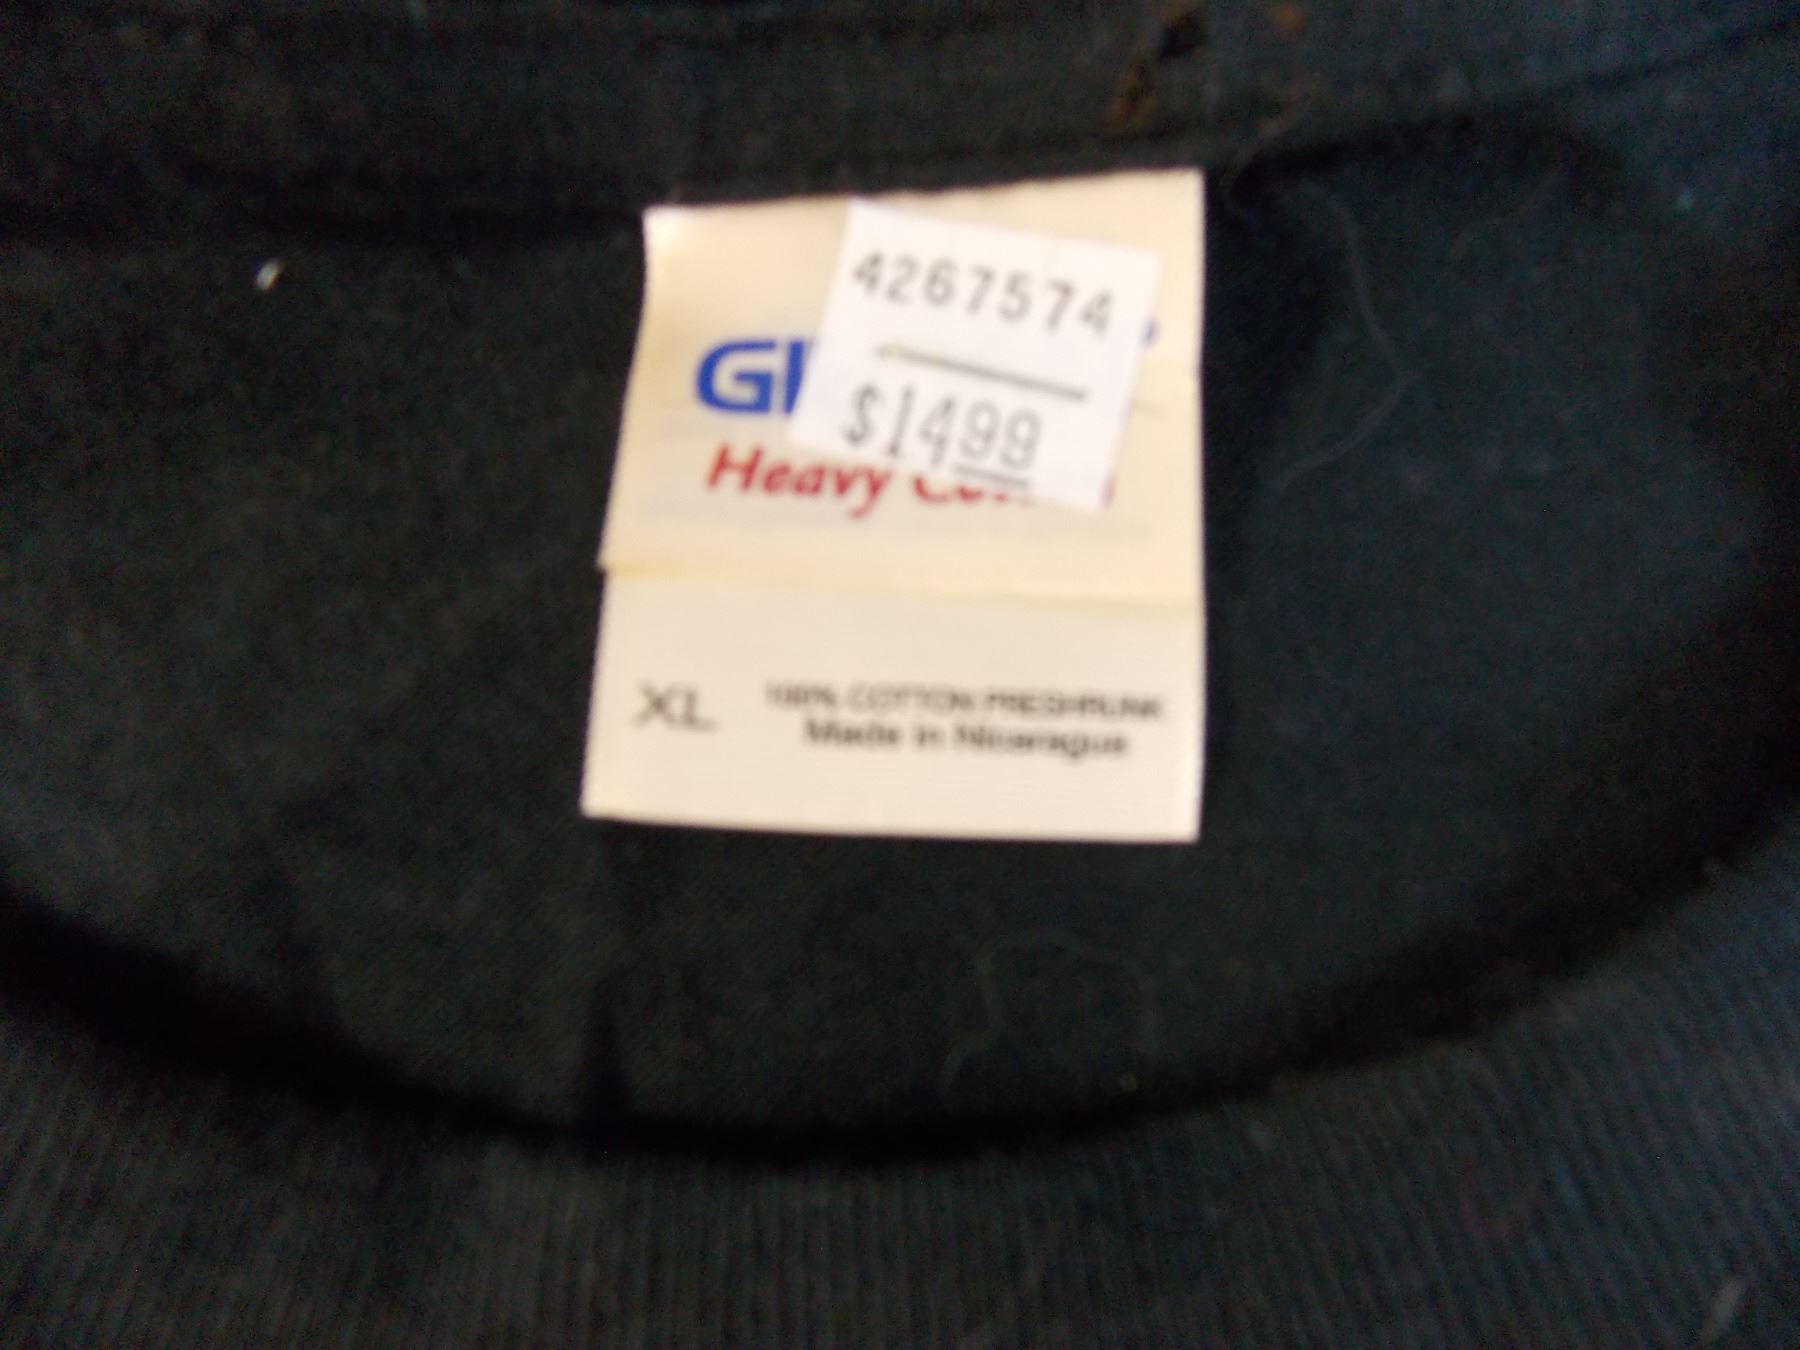 4267574
$1499
Heavy
XL
100% COTTON PRESHRUNK
Made in Nicaragua